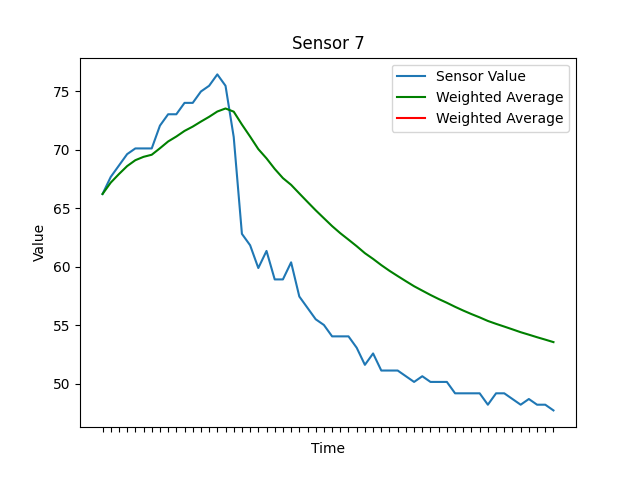 Sensor 7
Sensor Value
Weighted Average
Weighted Average
75
70
65
60
55
50
Value
Time